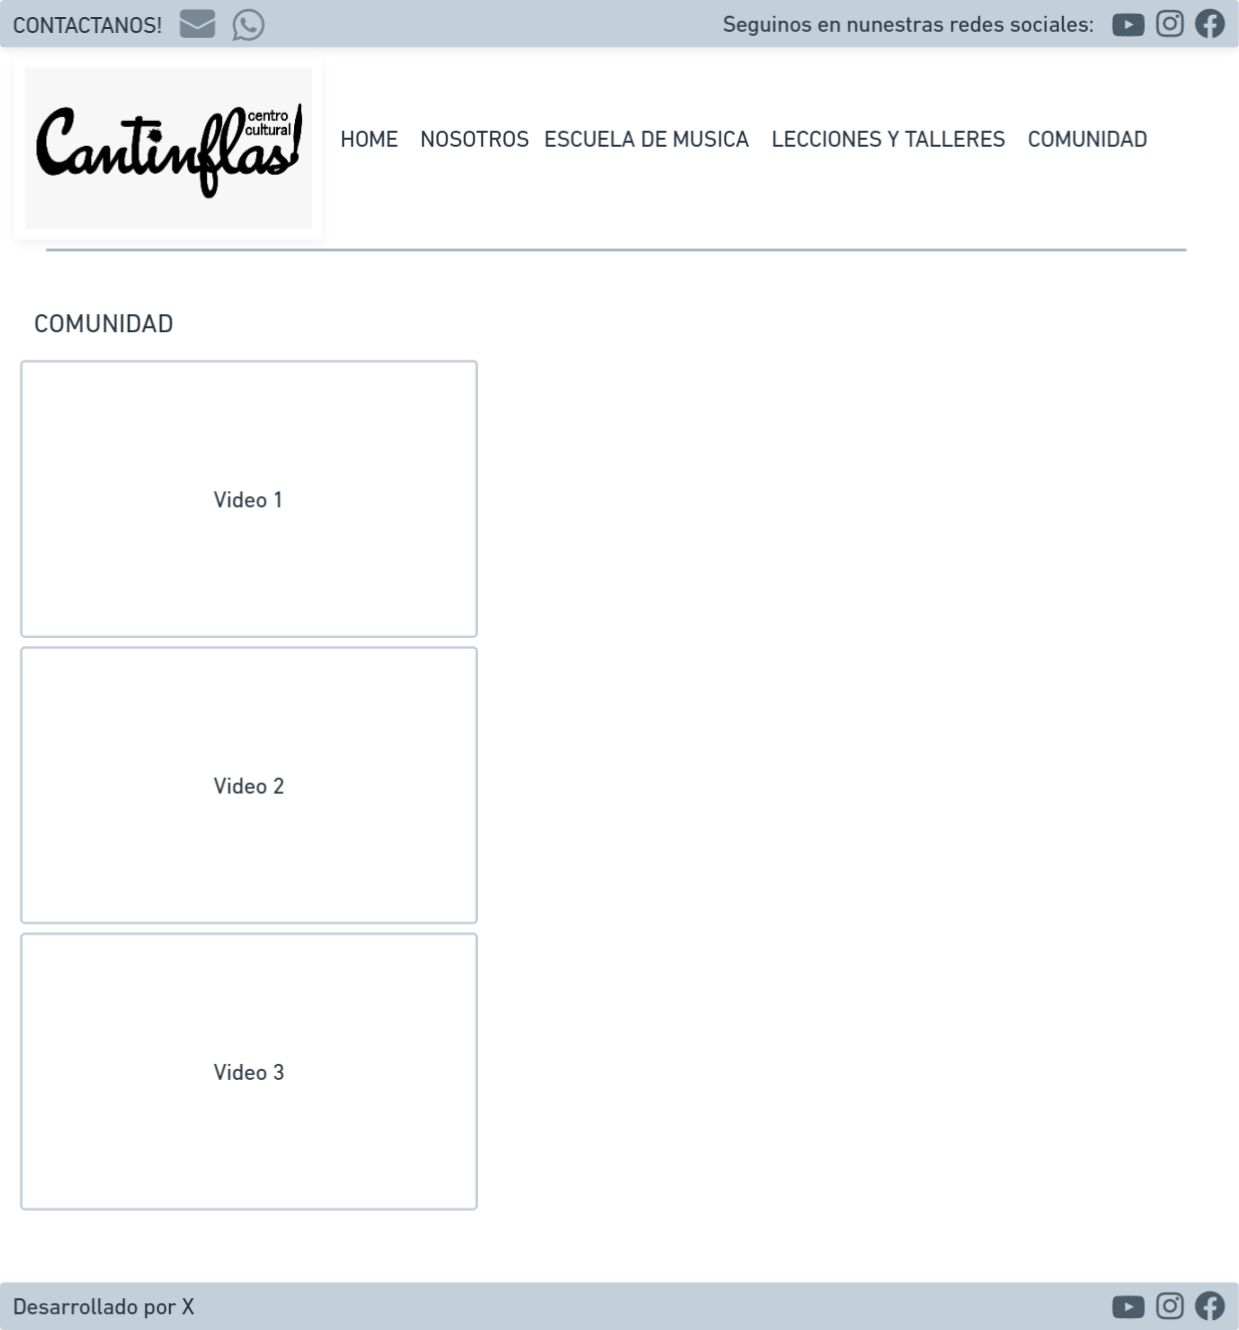 CONTACTANOS!
Seguinos en nunestras redes sociales:
Cantinflas!
centro
cultural
HOME NOSOTROS ESCUELA DE MUSICA LECCIONES Y TALLERES COMUNIDAD
COMUNIDAD
Video 1
Video 2
Video 3
Desarrollado por X